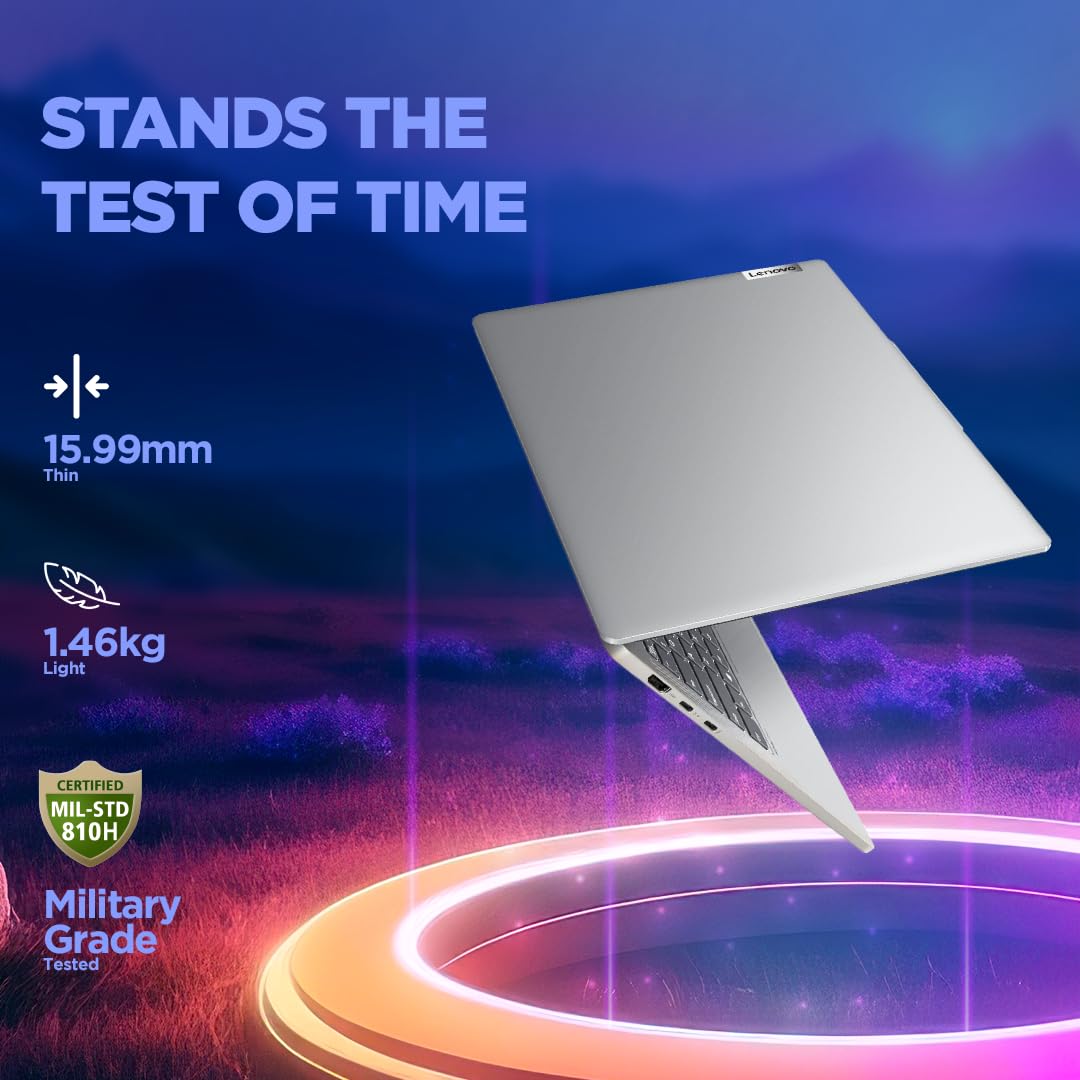 STANDS THE
TEST OF TIME
Lenovo
15.99mm
Thin
1.46kg
Light
CERTIFIED
MIL-STD
810H
Military
Grade
Tested